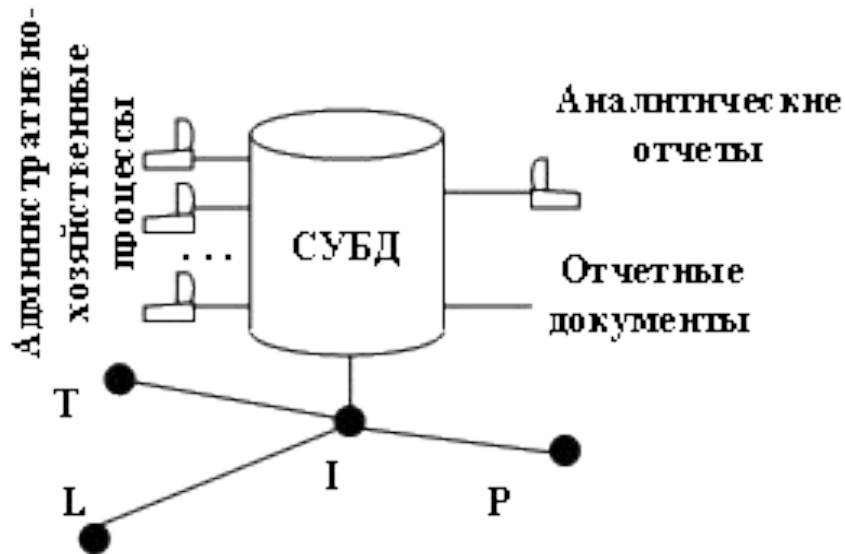 Административно-
хозяйственные
процессы
Аналитические
отчеты
...
СУБД
Отчетные
документы
T
I
P
L